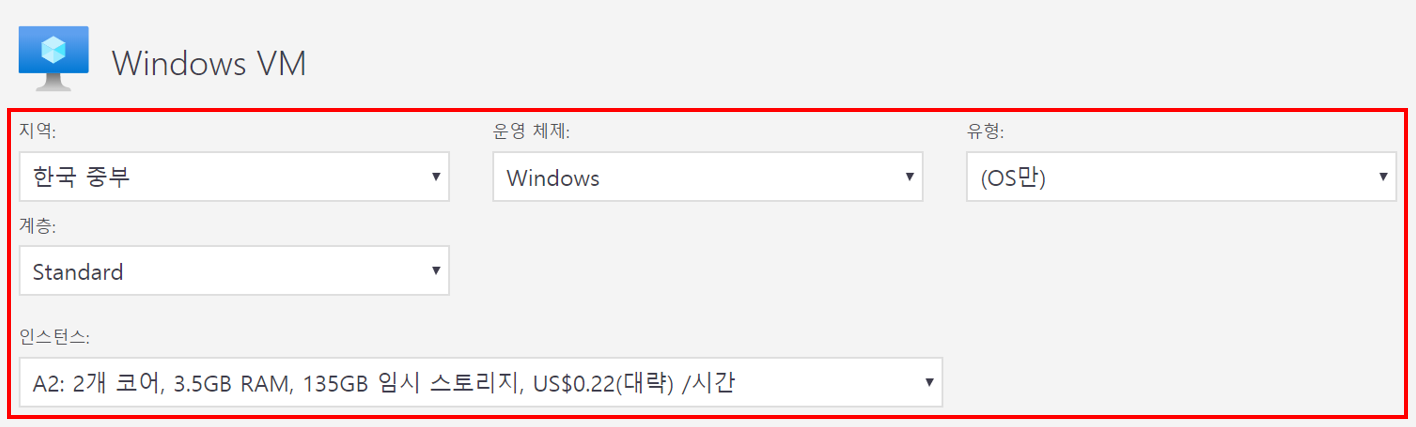 Windows VM
지역: 운영 체제: 유형:
한국 중부 Windows (OS만)
계층:
Standard
인스턴스:
A2: 2개 코어, 3.5GB RAM, 135GB 임시 스토리지, US$0.22(대략) /시간